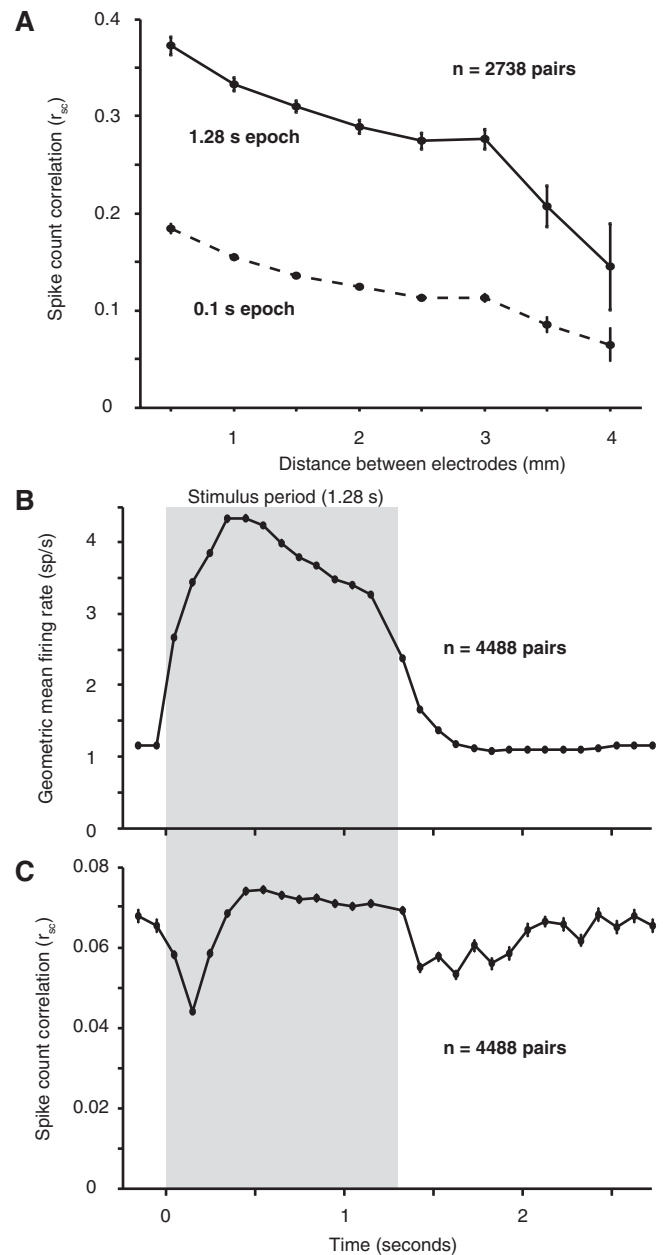 A
Spike count correlation (rsc)
0.4
0.3
0.2
0.1
0
n = 2738 pairs
1.28 s epoch
0.1 s epoch
1 2 3 4
Distance between electrodes (mm)
B
Stimulus period (1.28 s)
Geometric mean firing rate (sp/s)
4
3
2
1
0
n = 4488 pairs
C
Spike count correlation (rsc)
0.08
0.06
0.04
0.02
0
n = 4488 pairs
0 1 2
Time (seconds)